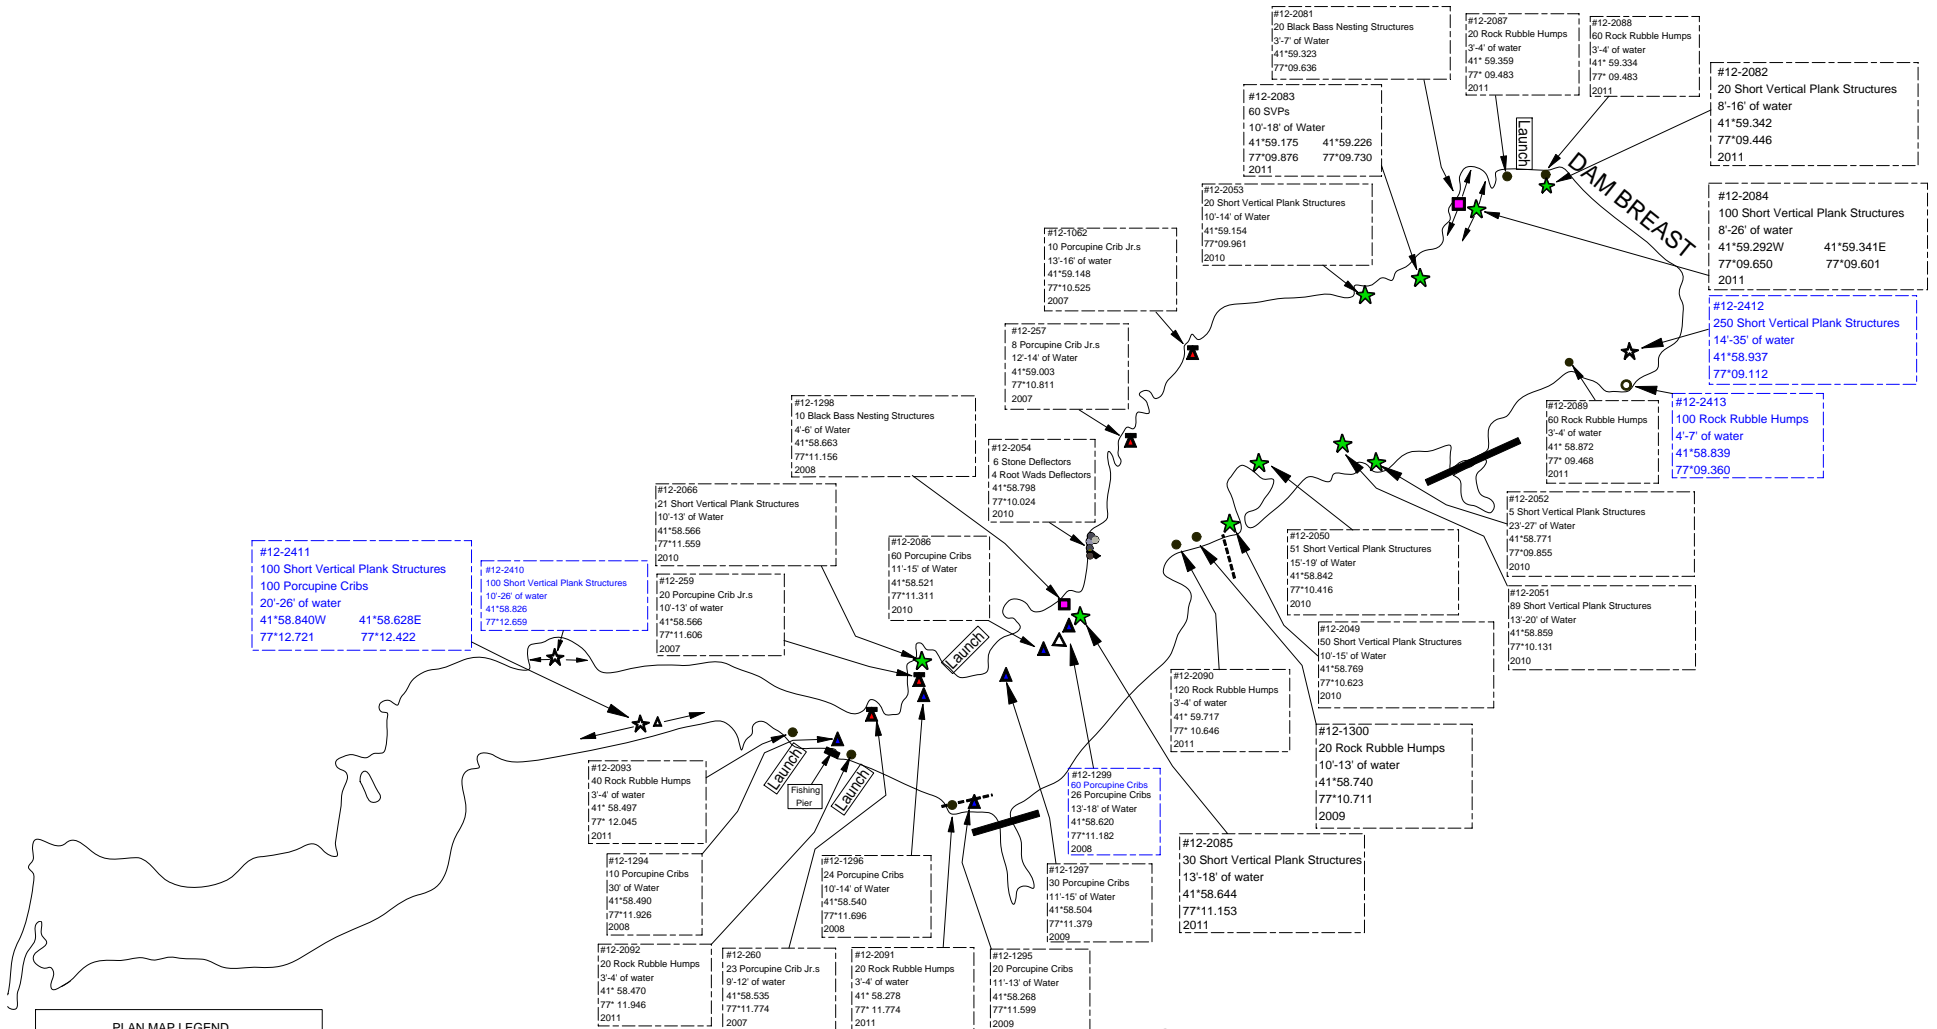 #12-2081
20 Black Bass Nesting Structures
3'-7' of Water
41*59.323
77*09.636
#12-2087
20 Rock Rubble Humps
3'-4' of water
41* 59.359
77* 09.483
2011
#12-2088
60 Rock Rubble Humps
3'-4' of water
41* 59.334
77* 09.483
2011
#12-2082
20 Short Vertical Plank Structures
8'-16' of water
41*59.342
77*09.446
2011
#12-2083
60 SVPs
10'-18' of Water
41*59.175 41*59.226
77*09.876 77*09.730
2011
Launch
DAM BREAST
#12-2053
20 Short Vertical Plank Structures
10'-14' of Water
41*59.154
77*09.961
2010
#12-2084
100 Short Vertical Plank Structures
8'-26' of water
41*59.292W 41*59.341E
77*09.650 77*09.601
2011
#12-1062
10 Porcupine Crib Jr.s
13'-16' of water
41*59.148
77*10.525
2007
#12-2412
250 Short Vertical Plank Structures
14'-35' of water
41*58.937
77*09.112
#12-257
8 Porcupine Crib Jr.s
12'-14' of Water
41*59.003
77*10.811
2007
#12-1298
10 Black Bass Nesting Structures
4'-6' of Water
41*58.663
77*11.156
2008
#12-2089
60 Rock Rubble Humps
3'-4' of water
41* 58.872
77* 09.468
2011
#12-2413
100 Rock Rubble Humps
4'-7' of water
41*58.839
77*09.360
#12-2054
6 Stone Deflectors
4 Root Wads Deflectors
41*58.798
77*10.024
2010
#12-2066
21 Short Vertical Plank Structures
10'-13' of Water
41*58.566
77*11.559
2010
#12-2052
5 Short Vertical Plank Structures
23'-27' of Water
41*58.771
77*09.855
2010
#12-2050
51 Short Vertical Plank Structures
15'-19' of Water
41*58.842
77*10.416
2010
#12-2086
60 Porcupine Cribs
11'-15' of Water
41*58.521
77*11.311
2010
#12-2411
100 Short Vertical Plank Structures
100 Porcupine Cribs
20'-26' of water
41*58.840W 41*58.628E
77*12.721 77*12.422
#12-2410
100 Short Vertical Plank Structures
10'-26' of water
41*58.826
77*12.659
#12-259
20 Porcupine Crib Jr.s
10'-13' of water
41*58.566
77*11.606
2007
#12-2051
89 Short Vertical Plank Structures
13'-20' of Water
41*58.859
77*10.131
2010
#12-2049
50 Short Vertical Plank Structures
10'-15' of Water
41*58.769
77*10.623
2010
Launch
#12-2090
120 Rock Rubble Humps
3'-4' of water
41* 59.717
77* 10.646
2011
#12-1300
20 Rock Rubble Humps
10'-13' of water
41*58.740
77*10.711
2009
#12-2093
40 Rock Rubble Humps
3'-4' of water
41* 58.497
77* 12.045
2011
Launch
Fishing
Pier
Launch
#12-1299
60 Porcupine Cribs
26 Porcupine Cribs
13'-18' of Water
41*58.620
77*11.182
2008
#12-2085
30 Short Vertical Plank Structures
13'-18' of water
41*58.644
77*11.153
2011
#12-1294
10 Porcupine Cribs
30' of Water
41*58.490
77*11.926
2008
#12-1296
24 Porcupine Cribs
10'-14' of Water
41*58.540
77*11.696
2008
#12-1297
30 Porcupine Cribs
11'-15' of Water
41*58.504
77*11.379
2009
#12-2092
20 Rock Rubble Humps
3'-4' of water
41* 58.470
77* 11.946
2011
#12-260
23 Porcupine Crib Jr.s
9'-12' of water
41*58.535
77*11.774
2007
#12-2091
20 Rock Rubble Humps
3'-4' of water
41* 58.278
77* 11.774
2011
#12-1295
20 Porcupine Cribs
11'-13' of Water
41*58.268
77*11.599
2009
PLAN MAP LEGEND